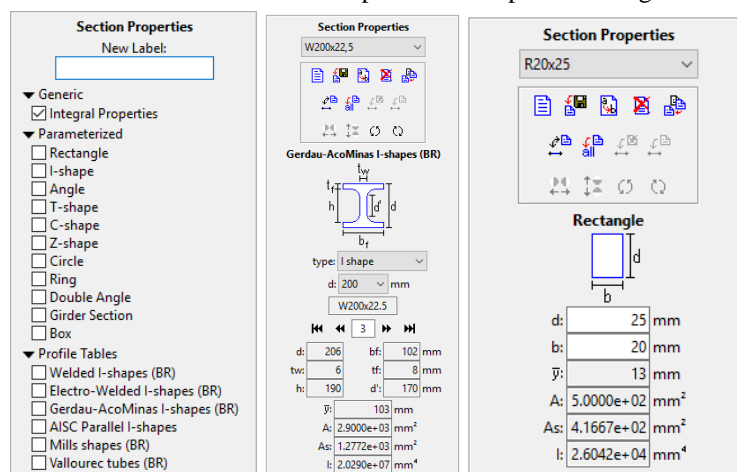 Section Properties
New Label:
Generic
Integral Properties
Parameterized
Rectangle
I-shape
Angle
T-shape
C-shape
Z-shape
Circle
Ring
Double Angle
Girder Section
Box
Profile Tables
Welded I-shapes (BR)
Electro-Welded I-shapes (BR)
Gerdau-AcoMinas I-shapes (BR)
AISC Parallel I-shapes
Mills shapes (BR)
Vallourec tubes (BR)
Section Properties
W200x22,5
all
Gerdau-AcoMinas I-shapes (BR)
tw
tf
h d' d
bf
type: I shape
d: 200 mm
W200x22.5
3
d: 206 bf: 102 mm
tw: 6 tf: 8 mm
h: 190 d': 170 mm
y̅: 103 mm
A: 2.9000e+03 mm²
As: 1.2772e+03 mm²
I: 2.0290e+07 mm⁴
Section Properties
R20x25
all
Rectangle
d
b
d: 25 mm
b: 20 mm
y̅: 13 mm
A: 5.0000e+02 mm²
As: 4.1667e+02 mm²
I: 2.6042e+04 mm⁴